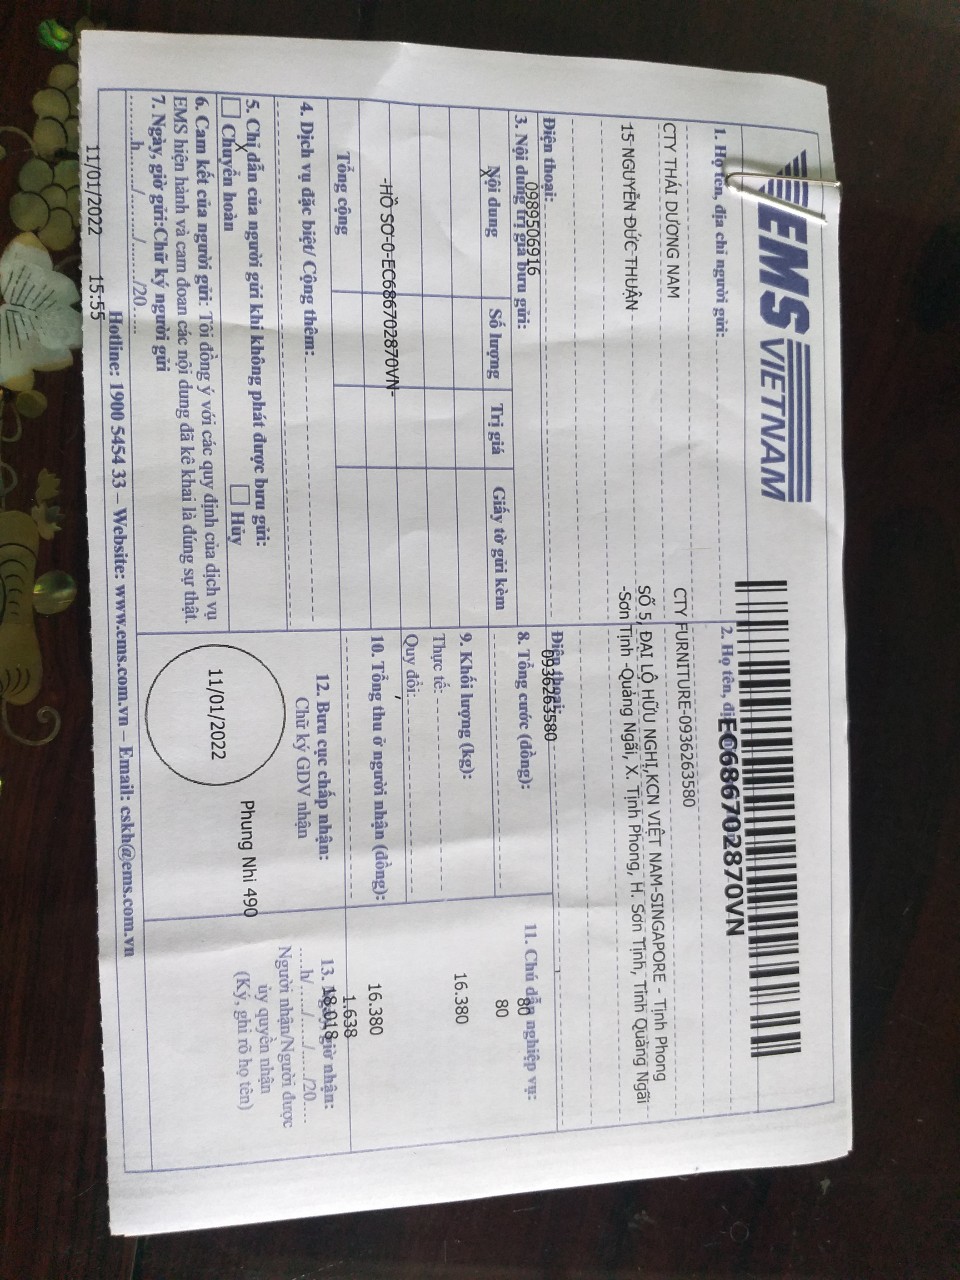 EMS VIETNAM
EC686702870VN
1. Họ tên, địa chỉ người gửi:
CTY THÁI DƯƠNG NAM
15 NGUYỄN ĐỨC THUẬN
Điện thoại:
0989506916
2. Họ tên, đị
CTY FURNITURE-0936263580
SỐ 5, ĐẠI LỘ HỮU NGHỊ,KCN VIỆT NAM-SINGAPORE - Tịnh Phong
-Sơn Tịnh -Quảng Ngãi, X. Tịnh Phong, H. Sơn Tịnh, Tỉnh Quảng Ngãi
Điện thoại:
0936263580
3. Nội dung trị giá bưu gửi:
Nội dung Số lượng Trị giá Giấy tờ gửi kèm
X
-HỒ SƠ-0-EC686702870VN-
Tổng cộng
4. Dịch vụ đặc biệt/ Cộng thêm:
5. Chỉ dẫn của người gửi khi không phát được bưu gửi:
X
Chuyển hoàn Hủy
6. Cam kết của người gửi: Tôi đồng ý với các quy định của dịch vụ
EMS hiện hành và cam đoan các nội dung đã kê khai là đúng sự thật.
7. Ngày, giờ gửi:Chữ ký người gửi
.......h......./......./......./20.....
11/01/2022 15:55
8. Tổng cước (đồng):
9. Khối lượng (kg):
Thực tế:
Quy đổi:
10. Tổng thu ở người nhận (đồng):
11. Chú dẫn nghiệp vụ:
80
80
16.380
16.380
1.638
18.018
12. Bưu cục chấp nhận:
Chữ ký GDV nhận
Phung Nhi 490
11/01/2022
13. Ngày giờ nhận:
.....h/....../....../....../20....
Người nhận/Người được
ủy quyền nhận
(Ký, ghi rõ họ tên)
Hotline: 1900 5454 33 – Website: www.ems.com.vn – Email: cskh@ems.com.vn